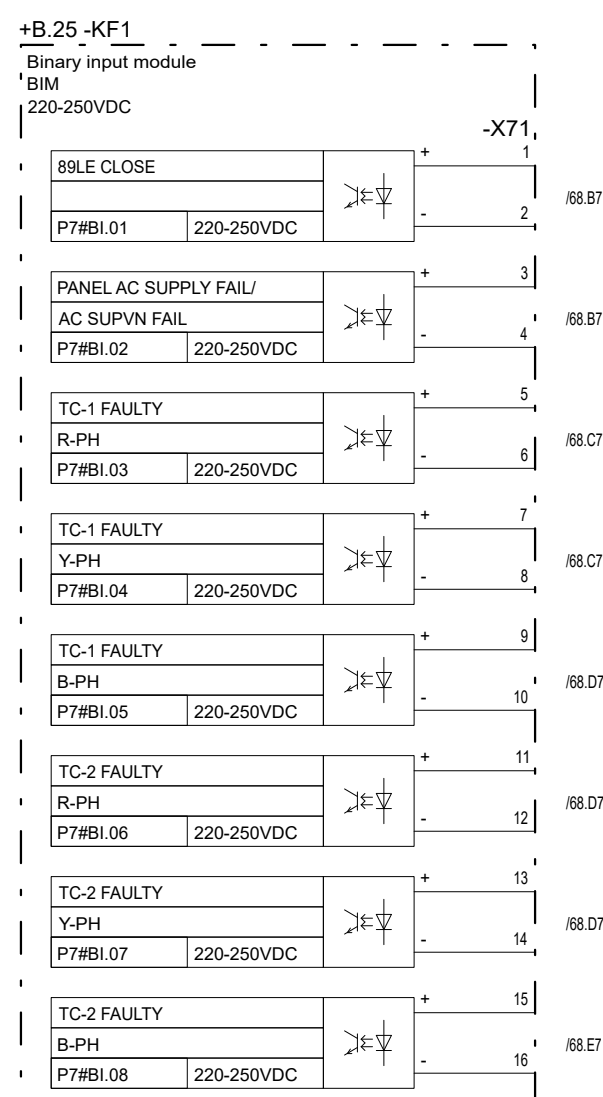 +B.25 -KF1
Binary input module
BIM
220-250VDC
-X71
89LE CLOSE
+ 1
/68.B7
- 2
P7#BI.01 220-250VDC
+ 3
PANEL AC SUPPLY FAIL/
AC SUPVN FAIL
/68.B7
- 4
P7#BI.02 220-250VDC
+ 5
TC-1 FAULTY
R-PH
/68.C7
- 6
P7#BI.03 220-250VDC
+ 7
TC-1 FAULTY
Y-PH
/68.C7
- 8
P7#BI.04 220-250VDC
+ 9
TC-1 FAULTY
B-PH
/68.D7
- 10
P7#BI.05 220-250VDC
+ 11
TC-2 FAULTY
R-PH
/68.D7
- 12
P7#BI.06 220-250VDC
+ 13
TC-2 FAULTY
Y-PH
/68.D7
- 14
P7#BI.07 220-250VDC
+ 15
TC-2 FAULTY
B-PH
/68.E7
- 16
P7#BI.08 220-250VDC